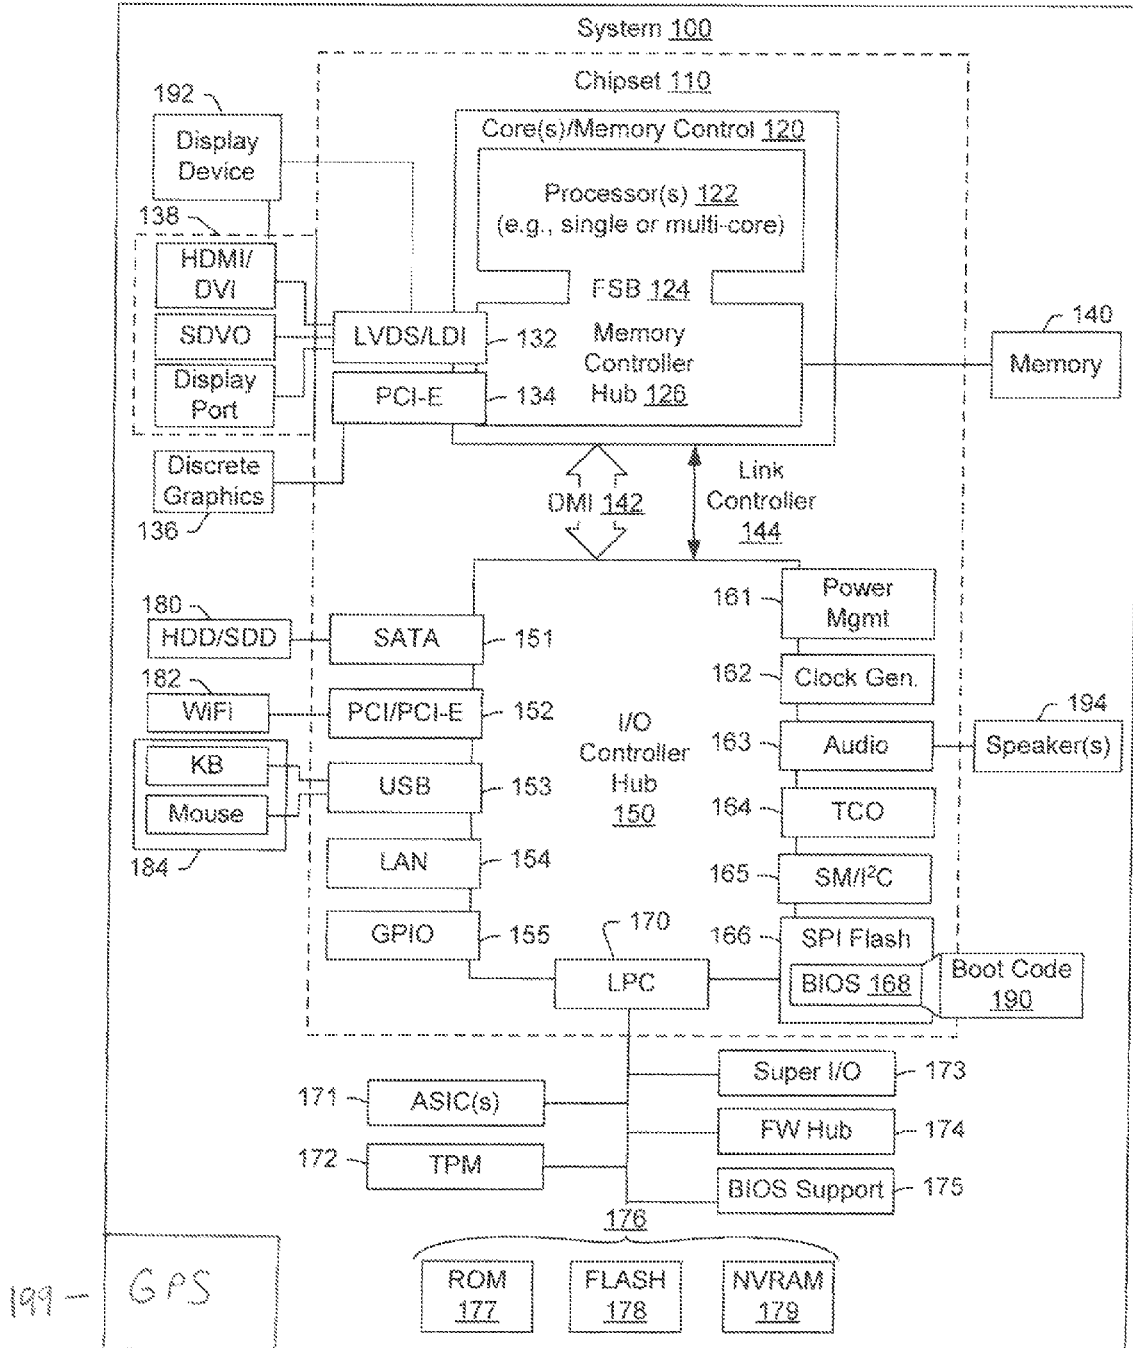 System 100
Chipset 110
192
Display
Device
Core(s)/Memory Control 120
Processor(s) 122
(e.g., single or multi-core)
138
HDMI/
DVI
SDVO
Display
Port
FSB 124
LVDS/LDI
132
Memory
Controller
Hub 126
PCI-E
134
140
Memory
Discrete
Graphics
136
DMI 142
Link
Controller
144
180
HDD/SDD
SATA
151
161
Power
Mgmt
182
WiFi
PCI/PCI-E
152
162
Clock Gen.
I/O
Controller
Hub
150
163
Audio
194
Speaker(s)
KB
Mouse
184
USB
153
164
TCO
LAN
154
165
SM/I²C
GPIO
155
170
LPC
166
SPI Flash
BIOS 168
Boot Code
190
171
ASIC(s)
Super I/O
173
FW Hub
174
172
TPM
BIOS Support
175
176
ROM
177
FLASH
178
NVRAM
179
199 -
GPS